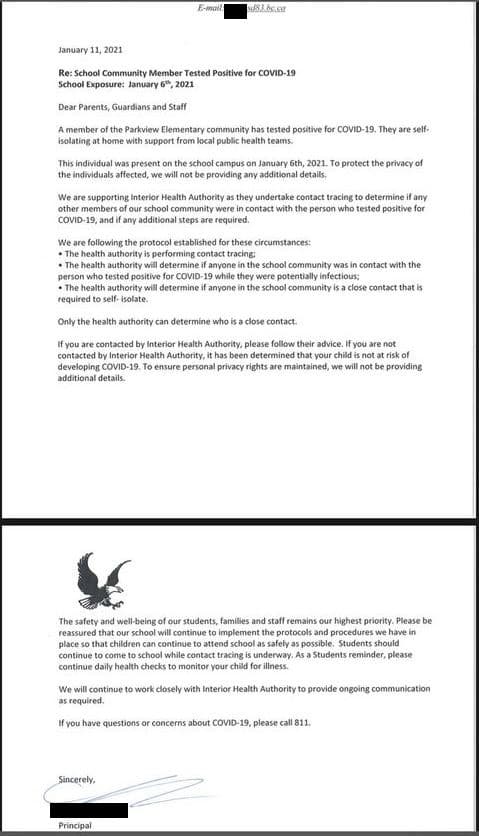 E-mail: sd83.bc.ca
January 11, 2021
Re: School Community Member Tested Positive for COVID-19
School Exposure: January 6th, 2021
Dear Parents, Guardians and Staff
A member of the Parkview Elementary community has tested positive for COVID-19. They are self-
isolating at home with support from local public health teams.
This individual was present on the school campus on January 6th, 2021. To protect the privacy of
the individuals affected, we will not be providing any additional details.
We are supporting Interior Health Authority as they undertake contact tracing to determine if any
other members of our school community were in contact with the person who tested positive for
COVID-19, and if any additional steps are required.
We are following the protocol established for these circumstances:
• The health authority is performing contact tracing;
• The health authority will determine if anyone in the school community was in contact with the
person who tested positive for COVID-19 while they were potentially infectious;
• The health authority will determine if anyone in the school community is a close contact that is
required to self- isolate.
Only the health authority can determine who is a close contact.
If you are contacted by Interior Health Authority, please follow their advice. If you are not
contacted by Interior Health Authority, it has been determined that your child is not at risk of
developing COVID-19. To ensure personal privacy rights are maintained, we will not be providing
additional details.
The safety and well-being of our students, families and staff remains our highest priority. Please be
reassured that our school will continue to implement the protocols and procedures we have in
place so that children can continue to attend school as safely as possible. Students should
continue to come to school while contact tracing is underway. As a Students reminder, please
continue daily health checks to monitor your child for illness.
We will continue to work closely with Interior Health Authority to provide ongoing communication
as required.
If you have questions or concerns about COVID-19, please call 811.
Sincerely,
Principal